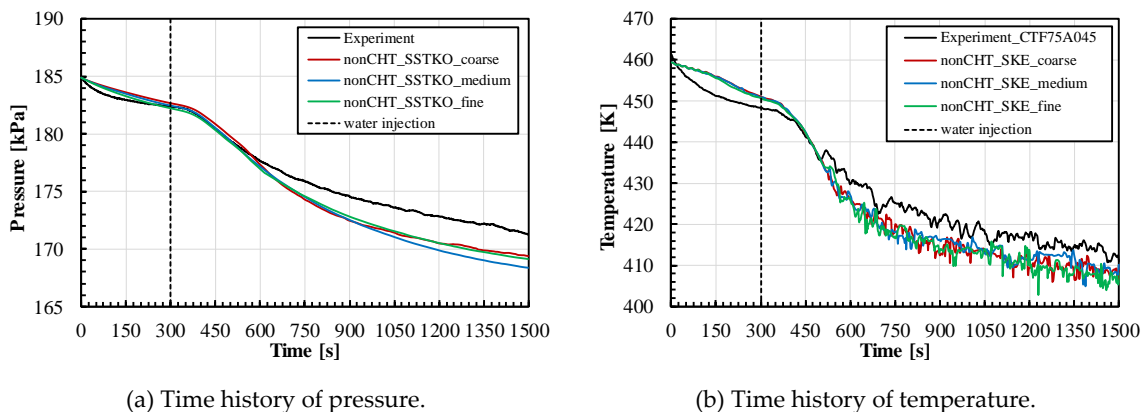 190
185
180
175
170
165
Pressure [kPa]
Experiment
nonCHT_SSTKO_coarse
nonCHT_SSTKO_medium
nonCHT_SSTKO_fine
water injection
0 150 300 450 600 750 900 1050 1200 1350 1500
Time [s]
(a) Time history of pressure.
470
460
450
440
430
420
410
400
Temperature [K]
Experiment_CTF75A045
nonCHT_SKE_coarse
nonCHT_SKE_medium
nonCHT_SKE_fine
water injection
0 150 300 450 600 750 900 1050 1200 1350 1500
Time [s]
(b) Time history of temperature.